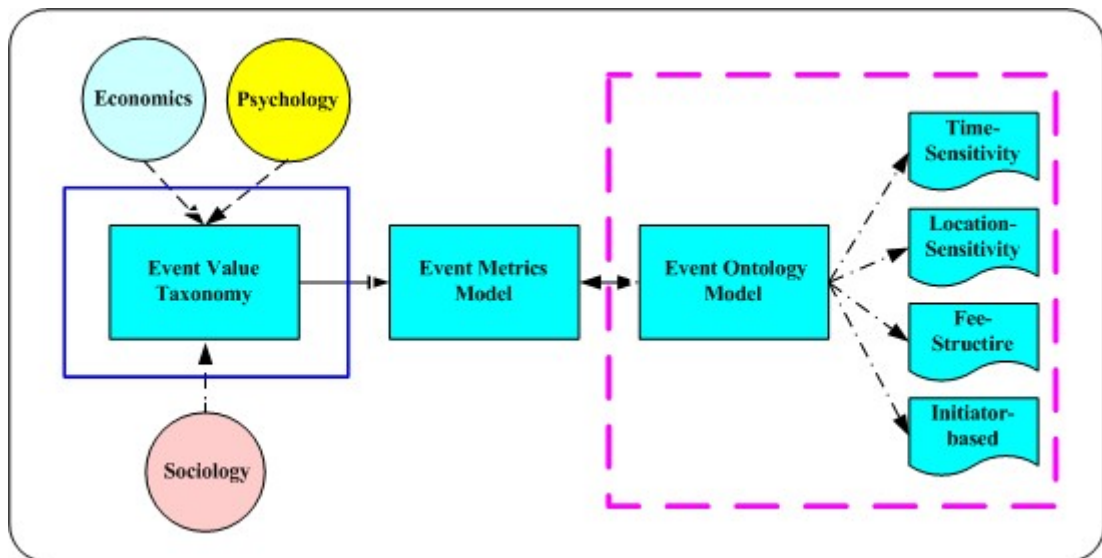 Economics
Psychology
Event Value
Taxonomy
Sociology
Event Metrics
Model
Event Ontology
Model
Time-
Sensitivity
Location-
Sensitivity
Fee-
Structire
Initiator-
based